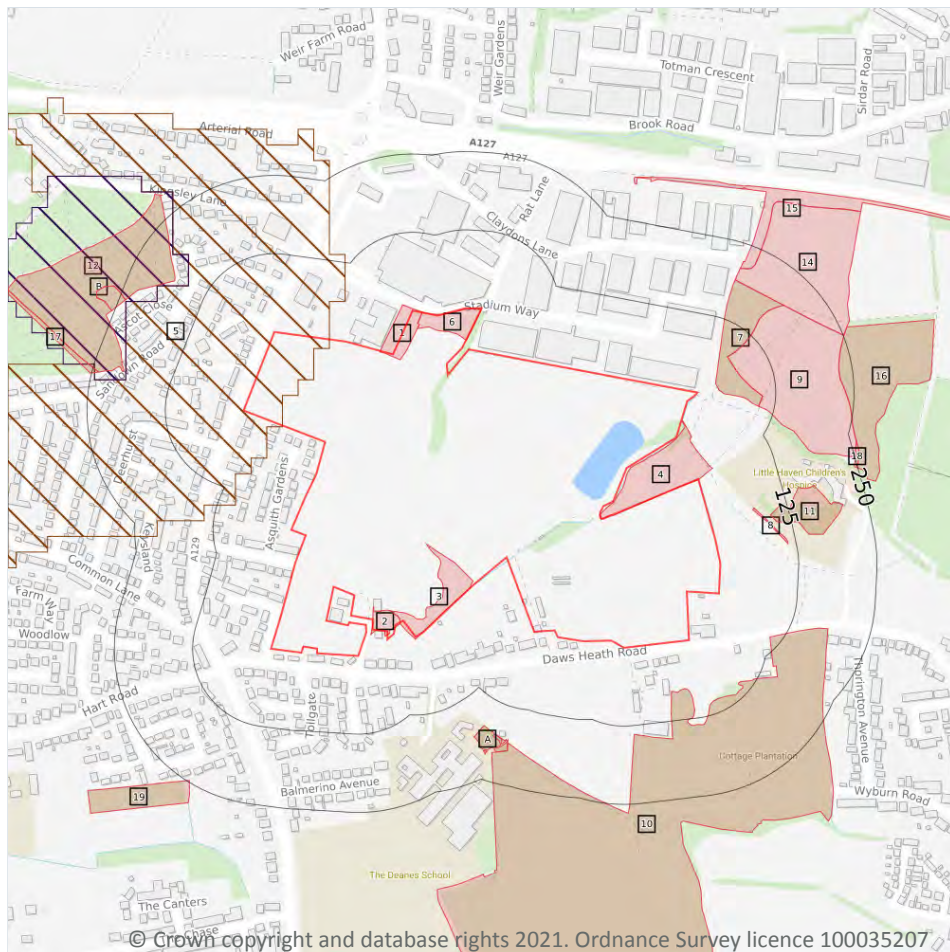 Weir Farm Road
Weir Gardens
Totman Crescent
Sirdar Road
Brook Road
Arterial Road
A127
A127
Kingsley Lane
Rat Lane
Claydons Lane
15
14
12
B
Ascot Close
17
5
Sandown Road
Stadium Way
1
6
7
9
16
Deerhurst
Keysland
A129
Asquith Gardens
4
18
Little Haven Children's
Hospice
250
125
11
8
Common Lane
Farm Way
Woodlow
3
2
Daws Heath Road
Thorington Avenue
Hart Road
Tollgate
A
Cottage Plantation
Balmerino Avenue
Wyburn Road
19
10
The Deanes School
The Canters
Chase
© Crown copyright and database rights 2021. Ordnance Survey licence 100035207